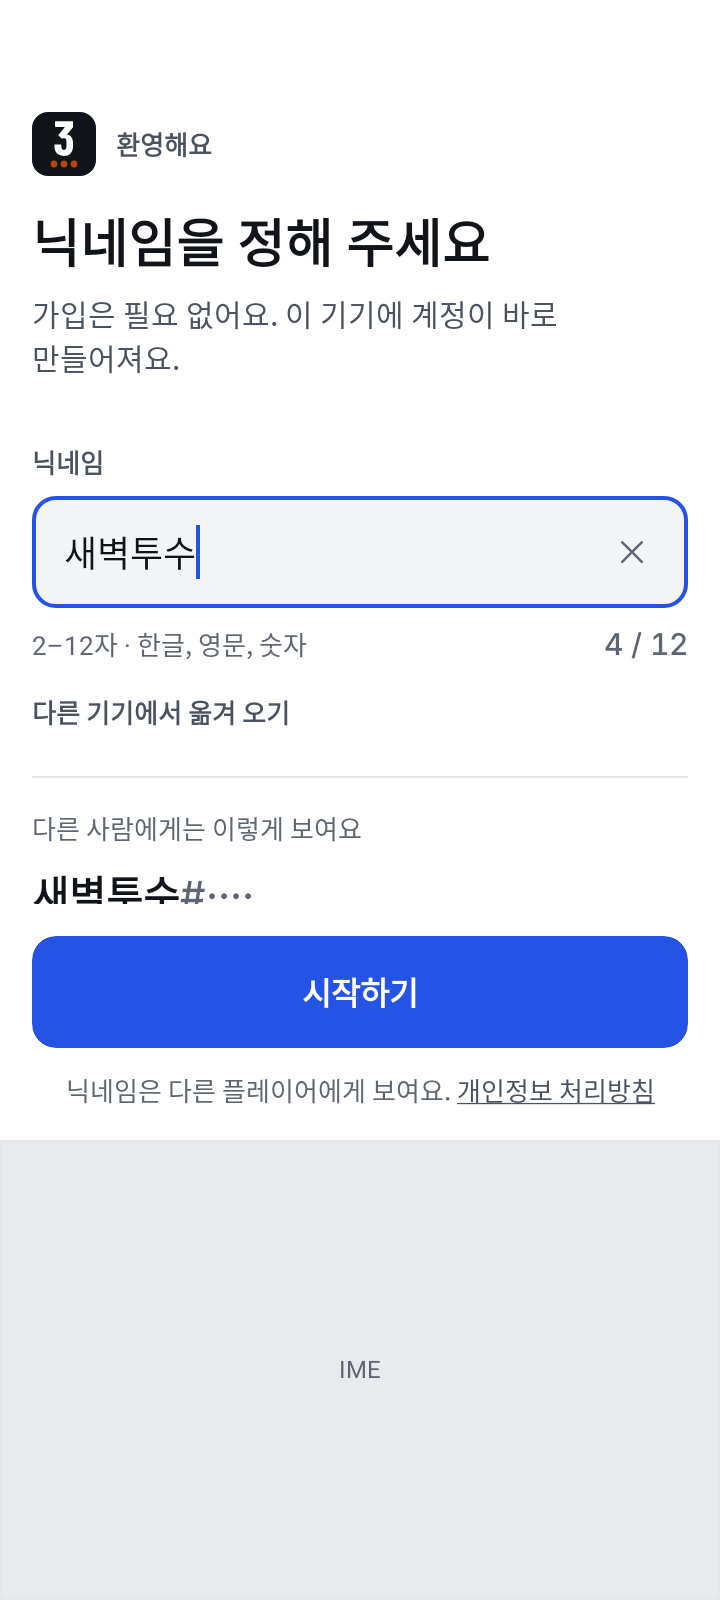 3
환영해요
닉네임을 정해 주세요
가입은 필요 없어요. 이 기기에 계정이 바로
만들어져요.
닉네임
새벽투수
2–12자 · 한글, 영문, 숫자
4 / 12
다른 기기에서 옮겨 오기
다른 사람에게는 이렇게 보여요
새벽투수#····
시작하기
닉네임은 다른 플레이어에게 보여요. 개인정보 처리방침
IME